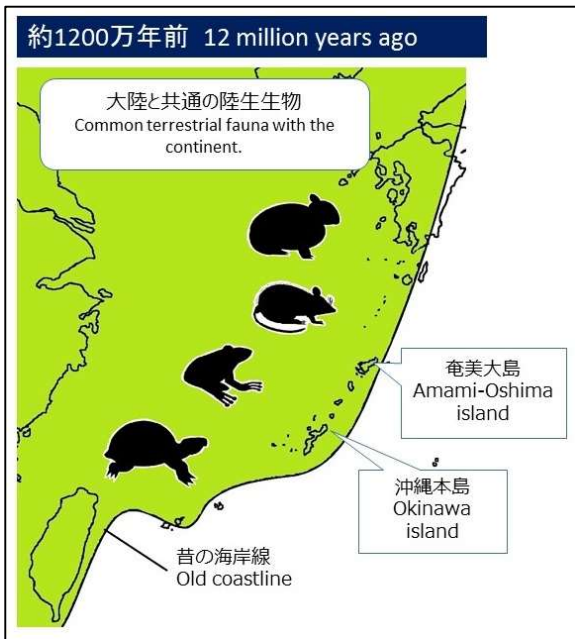 約1200万年前 12 million years ago
大陸と共通の陸生生物
Common terrestrial fauna with the
continent.
奄美大島
Amami-Oshima
island
沖縄本島
Okinawa
island
昔の海岸線
Old coastline